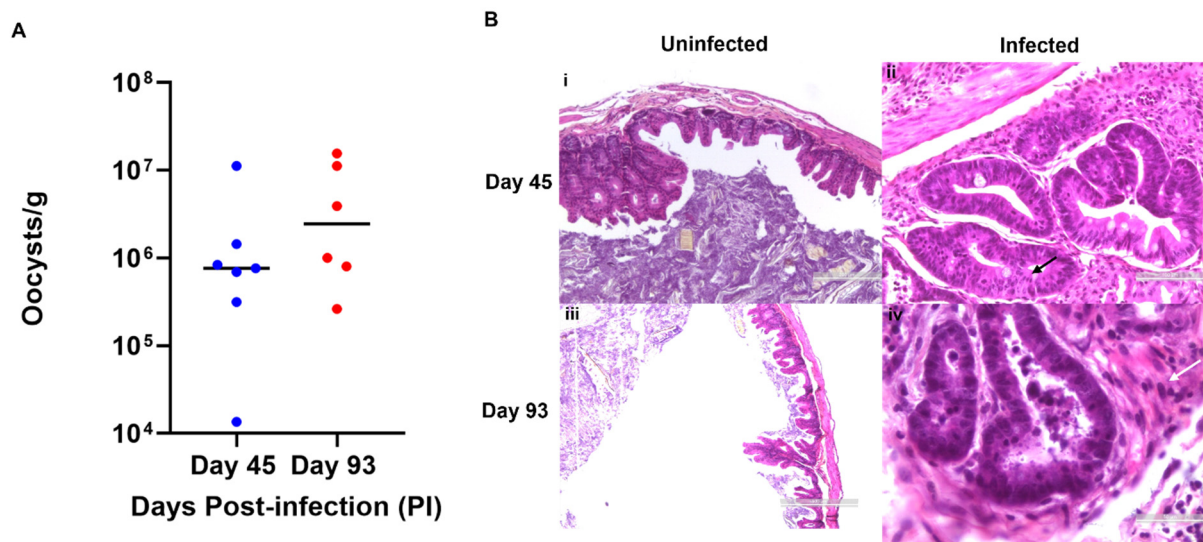 A
B
Uninfected
Infected
10⁸
10⁷
10⁶
10⁵
10⁴
Oocysts/g
Day 45 Day 93
Days Post-infection (PI)
Day 45
Day 93
i
ii
iii
iv